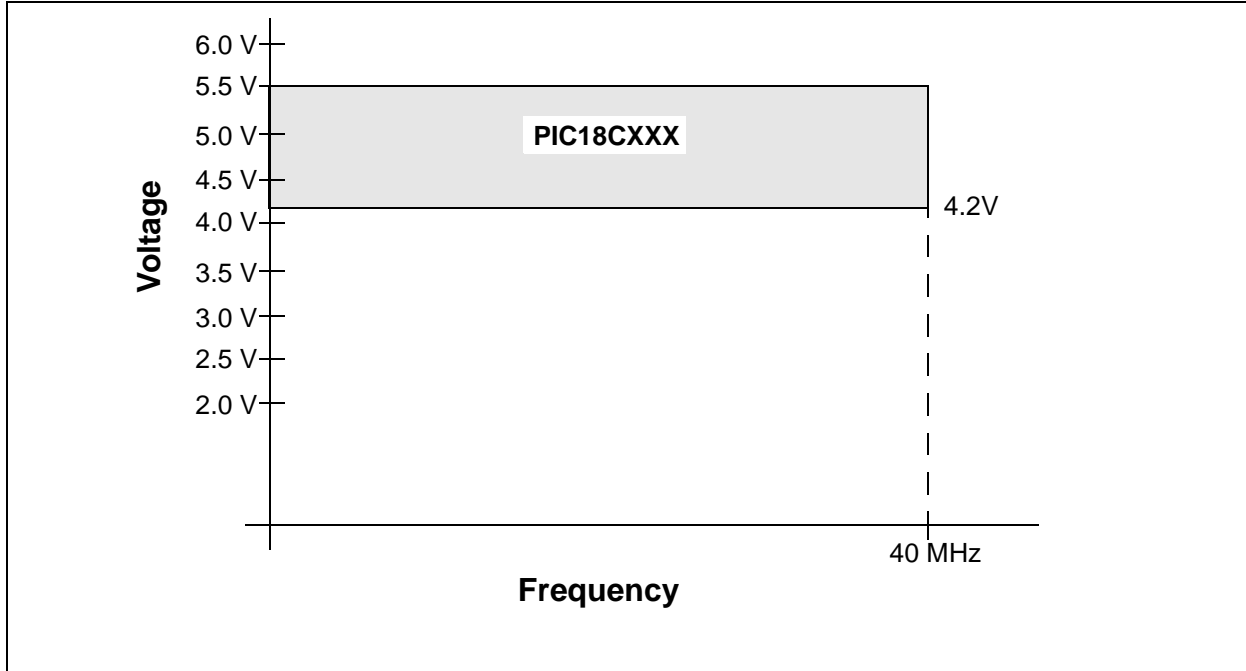 6.0 V
5.5 V
5.0 V
PIC18CXXX
4.5 V
4.2V
4.0 V
3.5 V
3.0 V
2.5 V
2.0 V
Voltage
40 MHz
Frequency